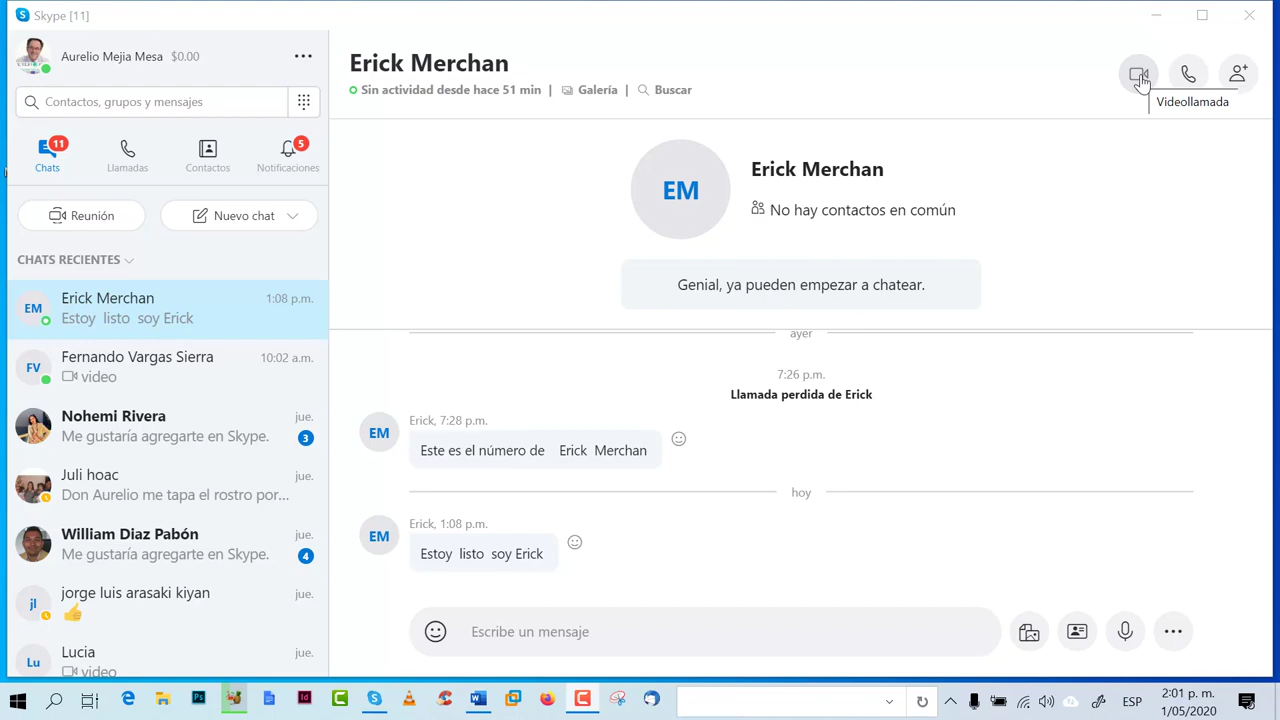 Skype [11]
Aurelio Mejia Mesa $0.00
Contactos, grupos y mensajes
11
5
Chats
Llamadas
Contactos
Notificaciones
Reunión
Nuevo chat
CHATS RECIENTES
EM
Erick Merchan
1:08 p.m.
Estoy listo soy Erick
FV
Fernando Vargas Sierra
10:02 a.m.
video
Nohemi Rivera
jue.
Me gustaría agregarte en Skype.
3
Juli hoac
jue.
Don Aurelio me tapa el rostro por...
William Diaz Pabón
jue.
Me gustaría agregarte en Skype.
4
jl
jorge luis arasaki kiyan
jue.
Lu
Lucia
jue.
video
Erick Merchan
Sin actividad desde hace 51 min | Galería | Buscar
Videollamada
EM
Erick Merchan
No hay contactos en común
Genial, ya pueden empezar a chatear.
ayer
7:26 p.m.
Llamada perdida de Erick
Erick, 7:28 p.m.
EM
Este es el número de Erick Merchan
hoy
Erick, 1:08 p.m.
EM
Estoy listo soy Erick
Escribe un mensaje
Ps
Id
ESP
2:01 p. m.
1/05/2020